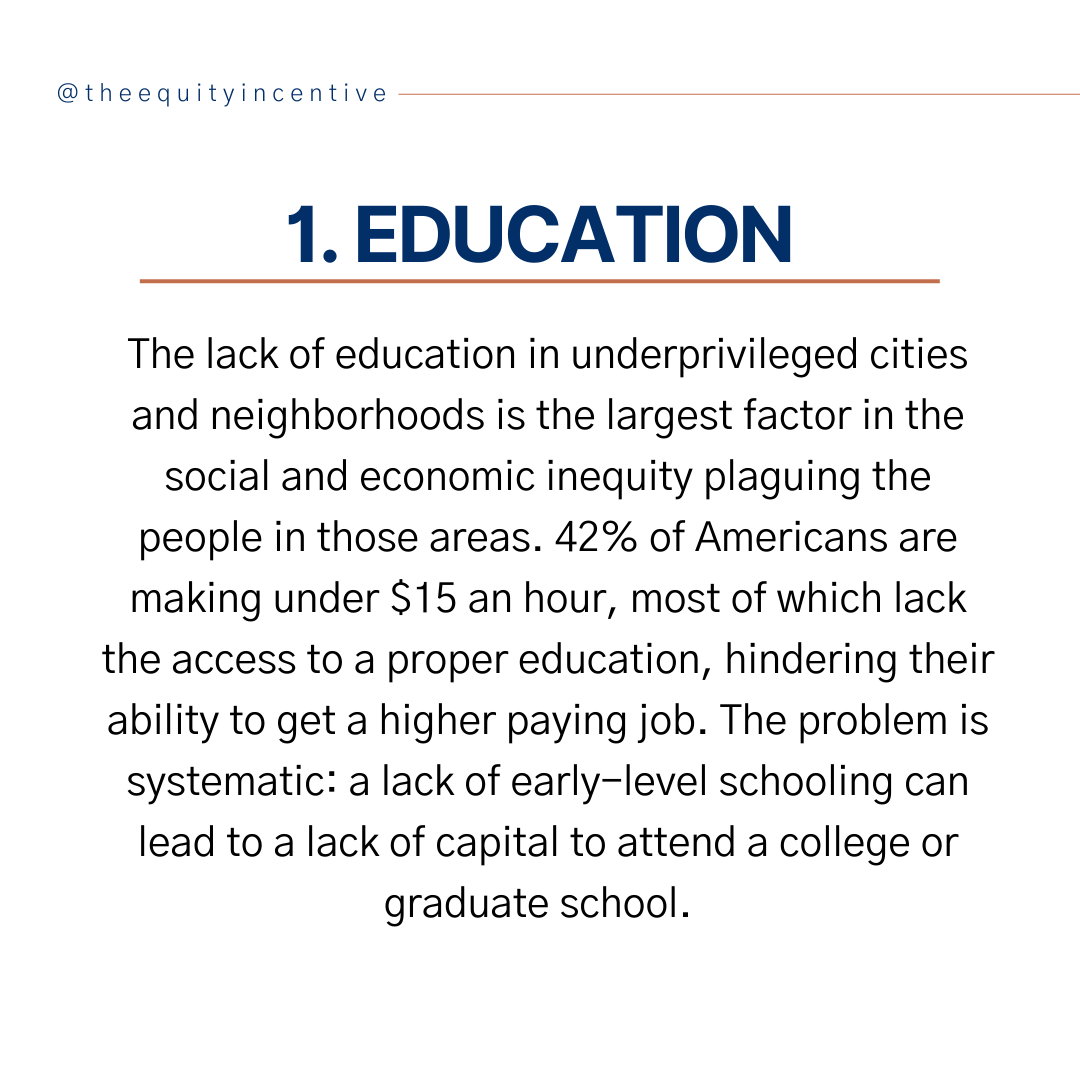 @theequityincentive
1. EDUCATION
The lack of education in underprivileged cities
and neighborhoods is the largest factor in the
social and economic inequity plaguing the
people in those areas. 42% of Americans are
making under $15 an hour, most of which lack
the access to a proper education, hindering their
ability to get a higher paying job. The problem is
systematic: a lack of early-level schooling can
lead to a lack of capital to attend a college or
graduate school.